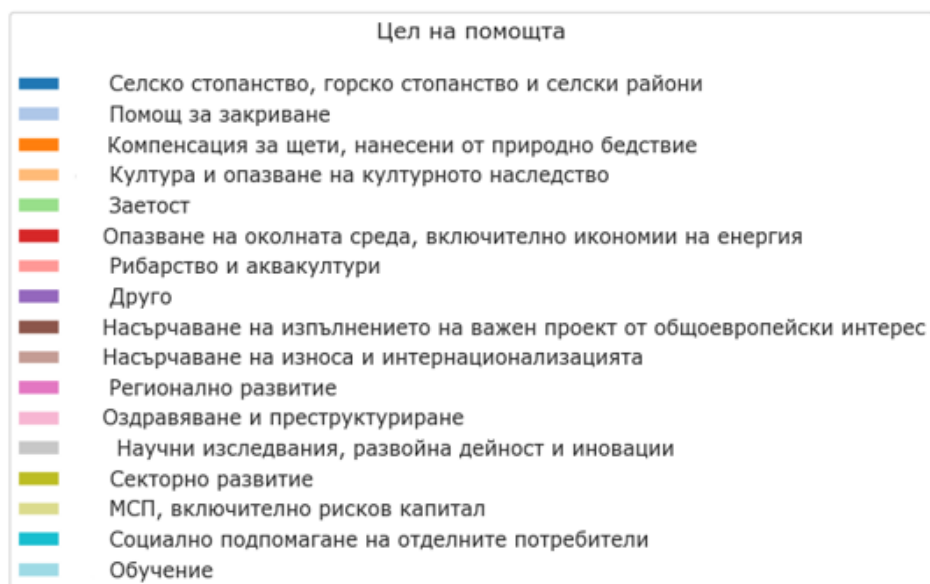 Цел на помощта
Селско стопанство, горско стопанство и селски райони
Помощ за закриване
Компенсация за щети, нанесени от природно бедствие
Култура и опазване на културното наследство
Заетост
Опазване на околната среда, включително икономии на енергия
Рибарство и аквакултури
Друго
Насърчаване на изпълнението на важен проект от общоевропейски интерес
Насърчаване на износа и интернационализацията
Регионално развитие
Оздравяване и преструктуриране
Научни изследвания, развойна дейност и иновации
Секторно развитие
МСП, включително рисков капитал
Социално подпомагане на отделните потребители
Обучение